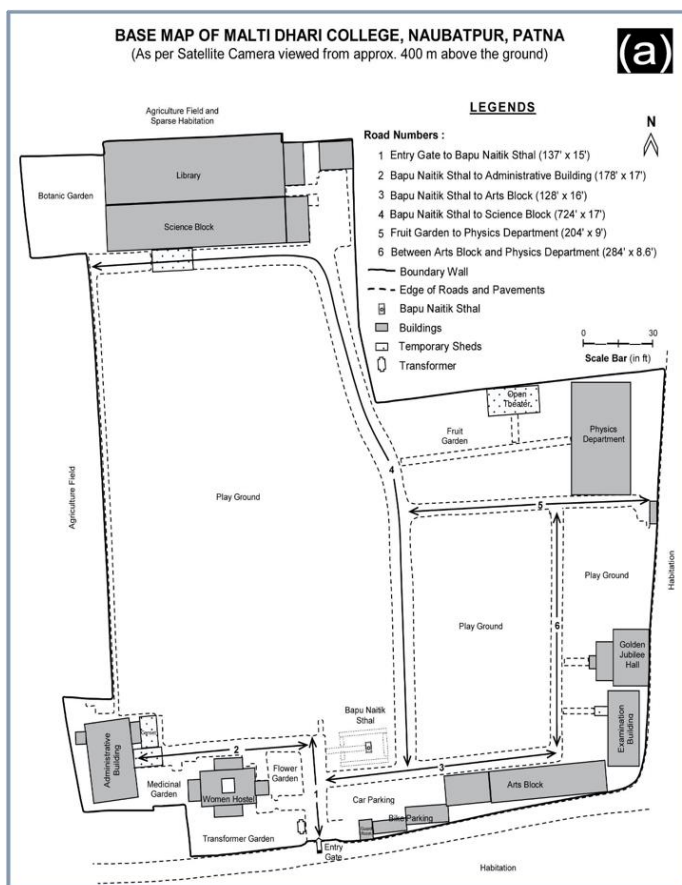 BASE MAP OF MALTI DHARI COLLEGE, NAUBATPUR, PATNA
(As per Satellite Camera viewed from approx. 400 m above the ground)
(a)
LEGENDS
N
Road Numbers :
1 Entry Gate to Bapu Naitik Sthal (137' x 15')
2 Bapu Naitik Sthal to Administrative Building (178' x 17')
3 Bapu Naitik Sthal to Arts Block (128' x 16')
4 Bapu Naitik Sthal to Science Block (724' x 17')
5 Fruit Garden to Physics Department (204' x 9')
6 Between Arts Block and Physics Department (284' x 8.6')
Boundary Wall
Edge of Roads and Pavements
Bapu Naitik Sthal
Buildings
Temporary Sheds
Transformer
0 30
Scale Bar (in ft)
Agriculture Field and
Sparse Habitation
Library
Botanic Garden
Science Block
Open
Theater
Fruit
Garden
Physics
Department
4
5
Agriculture Field
Play Ground
Habitation
Play Ground
Play Ground
6
Golden
Jubilee
Hall
Examination
Building
Bapu Naitik
Sthal
Administrative
Building
2
3
Flower
Garden
1
Medicinal
Garden
Women Hostel
Car Parking
Arts Block
Bike Parking
Transformer Garden
Entry
Gate
Habitation